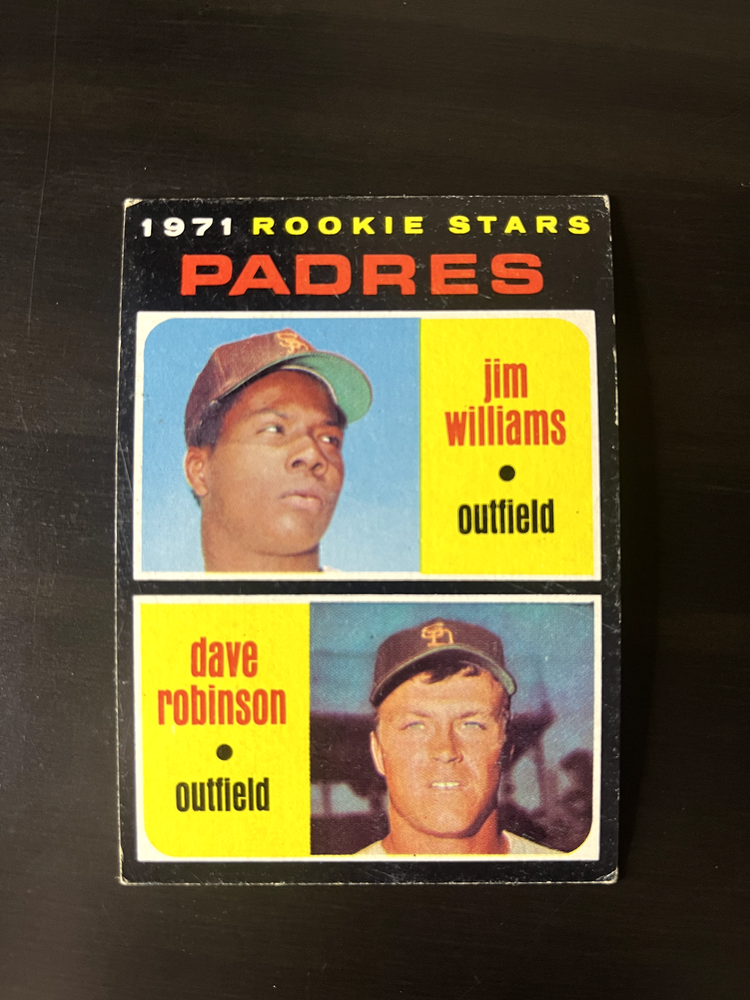 1971 ROOKIE STARS
PADRES
jim
williams
outfield
dave
robinson
outfield